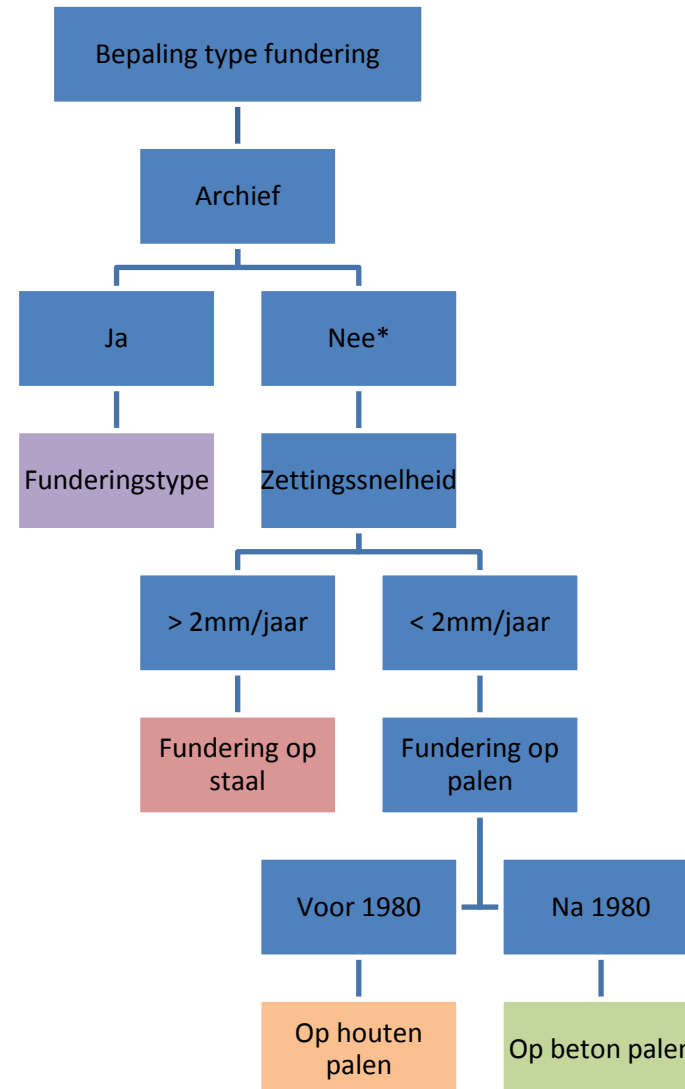 Bepaling type fundering
Archief
Ja
Nee*
Funderingstype
Zettingssnelheid
> 2mm/jaar
< 2mm/jaar
Fundering op
staal
Fundering op
palen
Voor 1980
Na 1980
Op houten
palen
Op beton palen